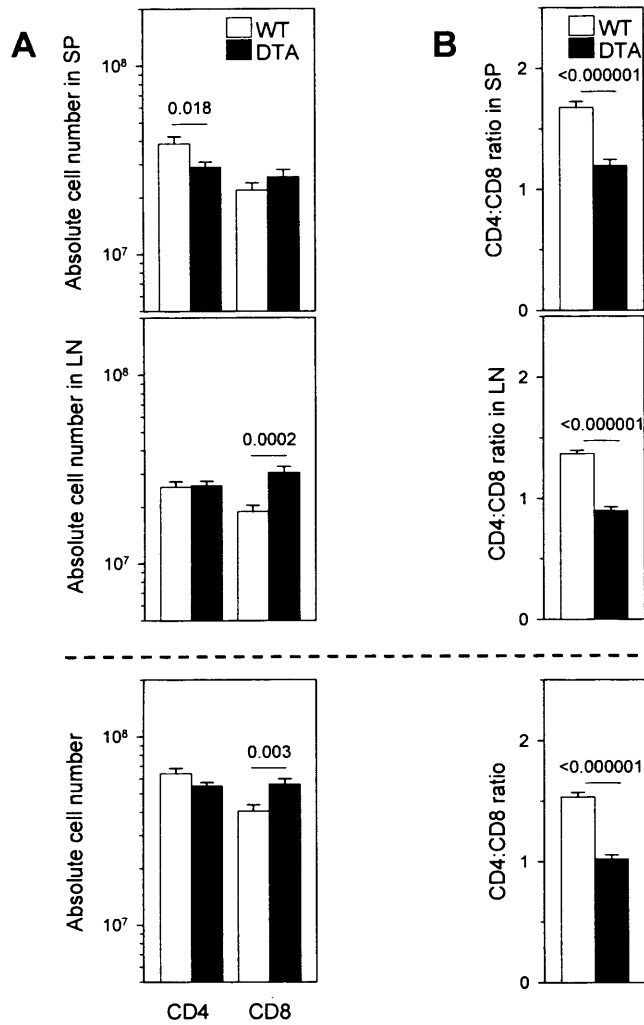 A
Absolute cell number in SP
10⁸
10⁷
WT
DTA
0.018
B
CD4:CD8 ratio in SP
2
1
0
WT
DTA
<0.000001
Absolute cell number in LN
10⁸
10⁷
0.0002
CD4:CD8 ratio in LN
2
1
0
<0.000001
Absolute cell number
10⁸
10⁷
0.003
CD4 CD8
CD4:CD8 ratio
2
1
0
<0.000001